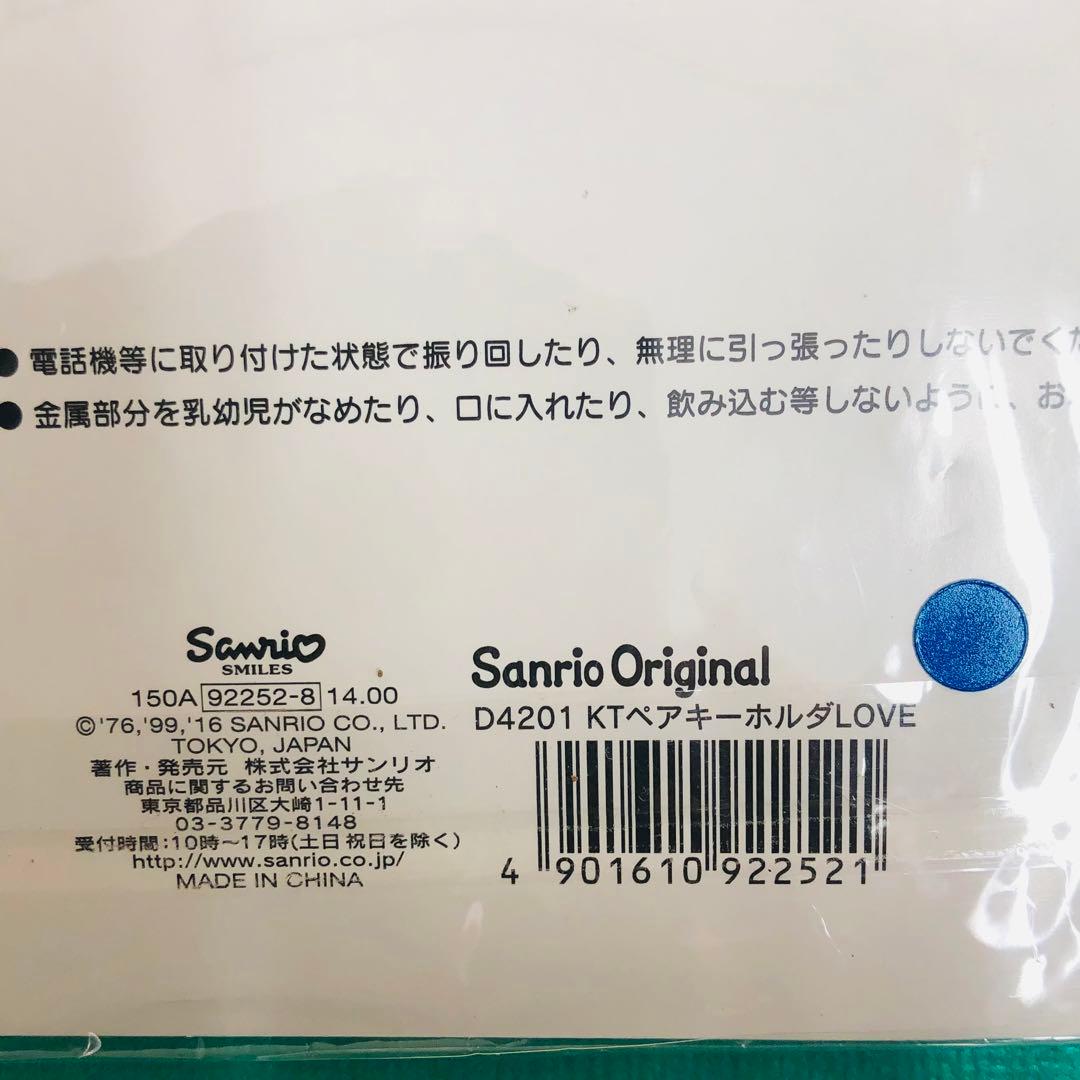 ●電話機等に取り付けた状態で振り回したり、無理に引っ張ったりしないでくだ
●金属部分を乳幼児がなめたり、口に入れたり、飲み込む等しないように、お
Sanrio
SMILES
150A 92252-8 14.00
©'76,'99,'16 SANRIO CO., LTD.
TOKYO, JAPAN
著作・発売元 株式会社サンリオ
商品に関するお問い合わせ先
東京都品川区大崎1-11-1
03-3779-8148
受付時間:10時～17時(土日祝日を除く)
http://www.sanrio.co.jp/
MADE IN CHINA
Sanrio Original
D4201 KTペアキーホルダLOVE
4 901610 922521